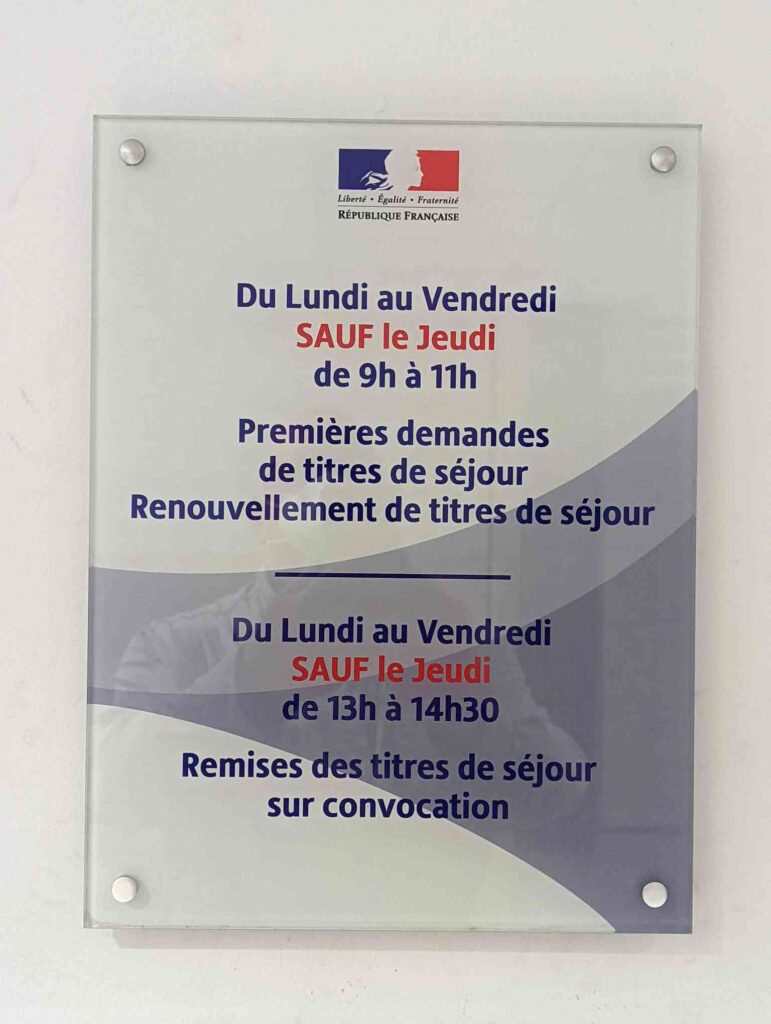 Liberté • Égalité • Fraternité
RÉPUBLIQUE FRANÇAISE
Du Lundi au Vendredi
SAUF le Jeudi
de 9h à 11h
Premières demandes
de titres de séjour
Renouvellement de titres de séjour
Du Lundi au Vendredi
SAUF le Jeudi
de 13h à 14h30
Remises des titres de séjour
sur convocation